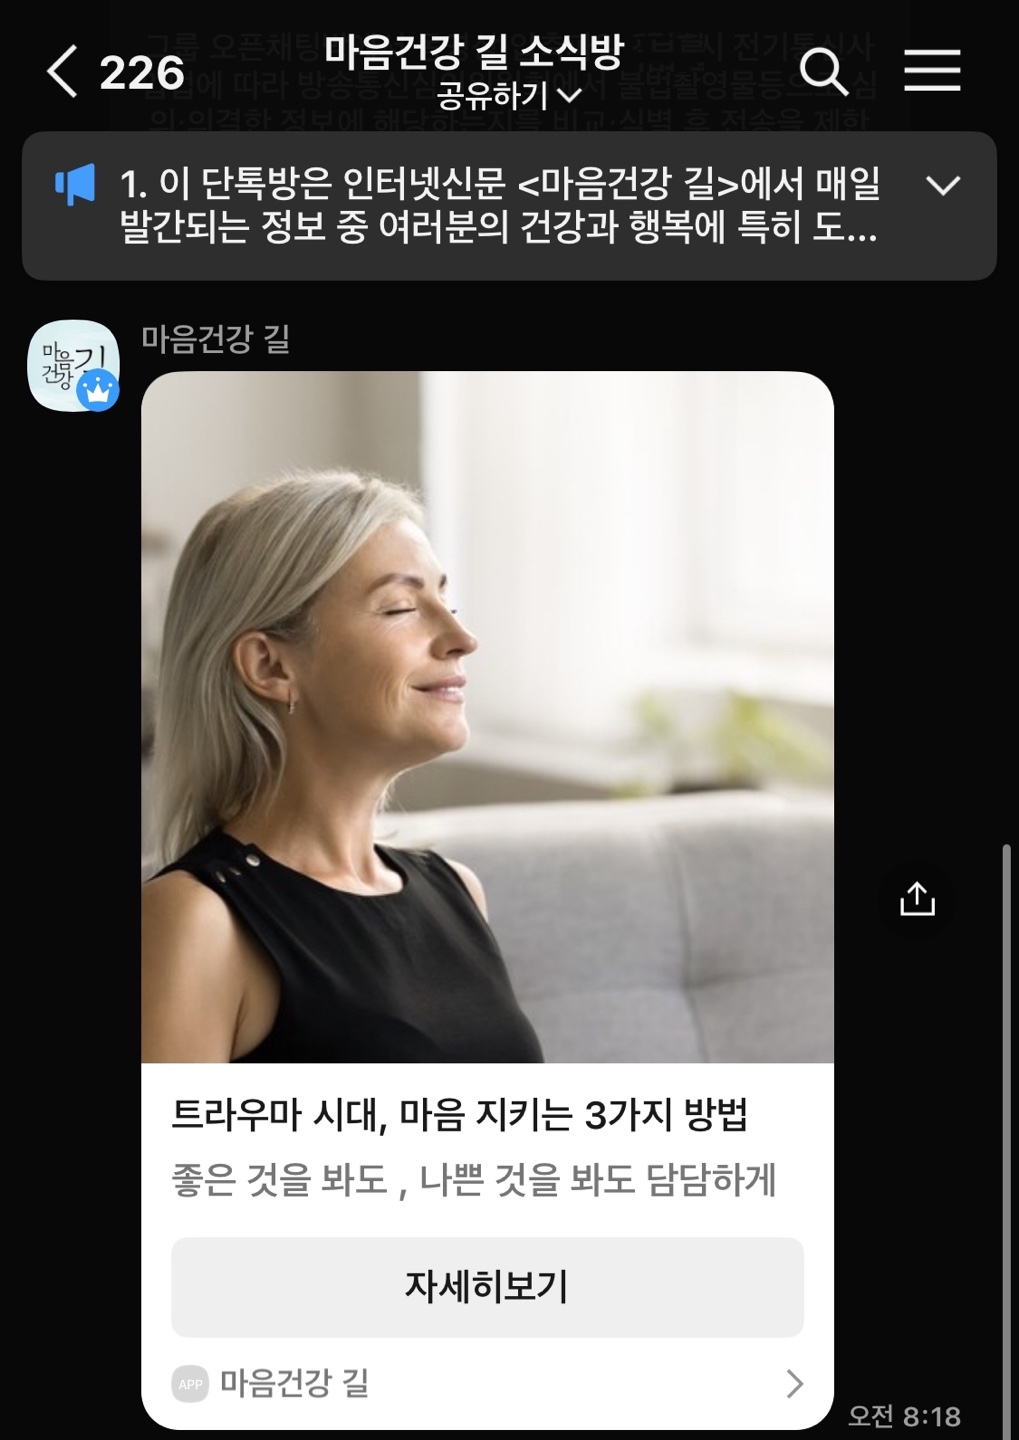 226
마음건강 길 소식방
공유하기
1. 이 단톡방은 인터넷신문 <마음건강 길>에서 매일
발간되는 정보 중 여러분의 건강과 행복에 특히 도...
마음건강 길
마음
건강 길
트라우마 시대, 마음 지키는 3가지 방법
좋은 것을 봐도 , 나쁜 것을 봐도 담담하게
자세히보기
APP 마음건강 길
오전 8:18